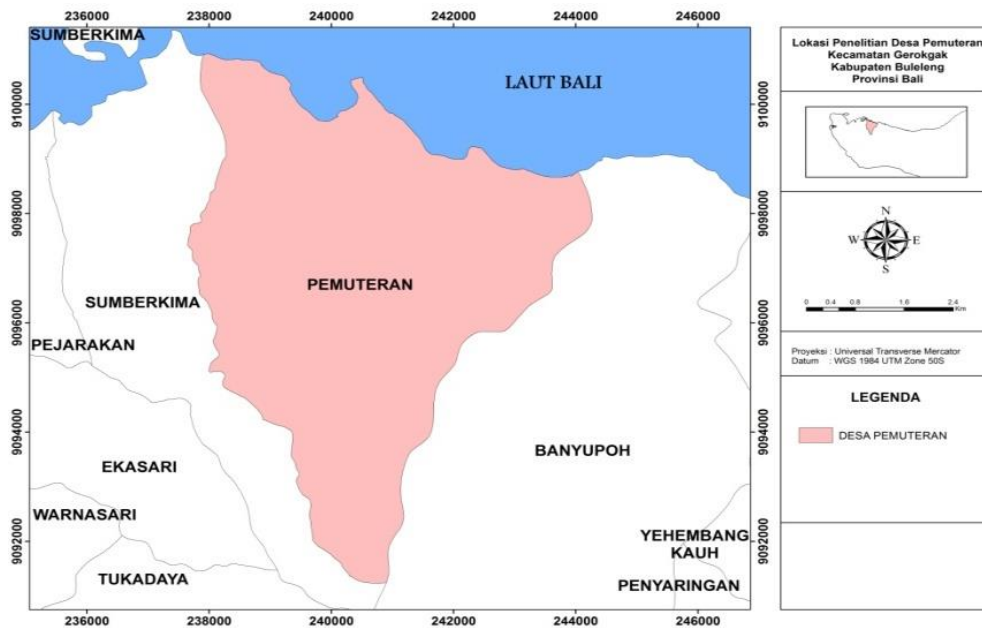 236000 238000 240000 242000 244000 246000
SUMBERKIMA
LAUT BALI
PEMUTERAN
SUMBERKIMA
PEJARAKAN
BANYUPOH
EKASARI
WARNASARI
YEHEMBANG
KAUH
TUKADAYA
PENYARINGAN
9100000
9098000
9096000
9094000
9092000
9100000
9098000
9096000
9094000
9092000
236000 238000 240000 242000 244000 246000
Lokasi Penelitian Desa Pemuteran
Kecamatan Gerokgak
Kabupaten Buleleng
Provinsi Bali
N
W E
S
0 0.4 0.8 1.6 2.4
Km
Proyeksi : Universal Transverse Mercator
Datum : WGS 1984 UTM Zone 50S
LEGENDA
DESA PEMUTERAN